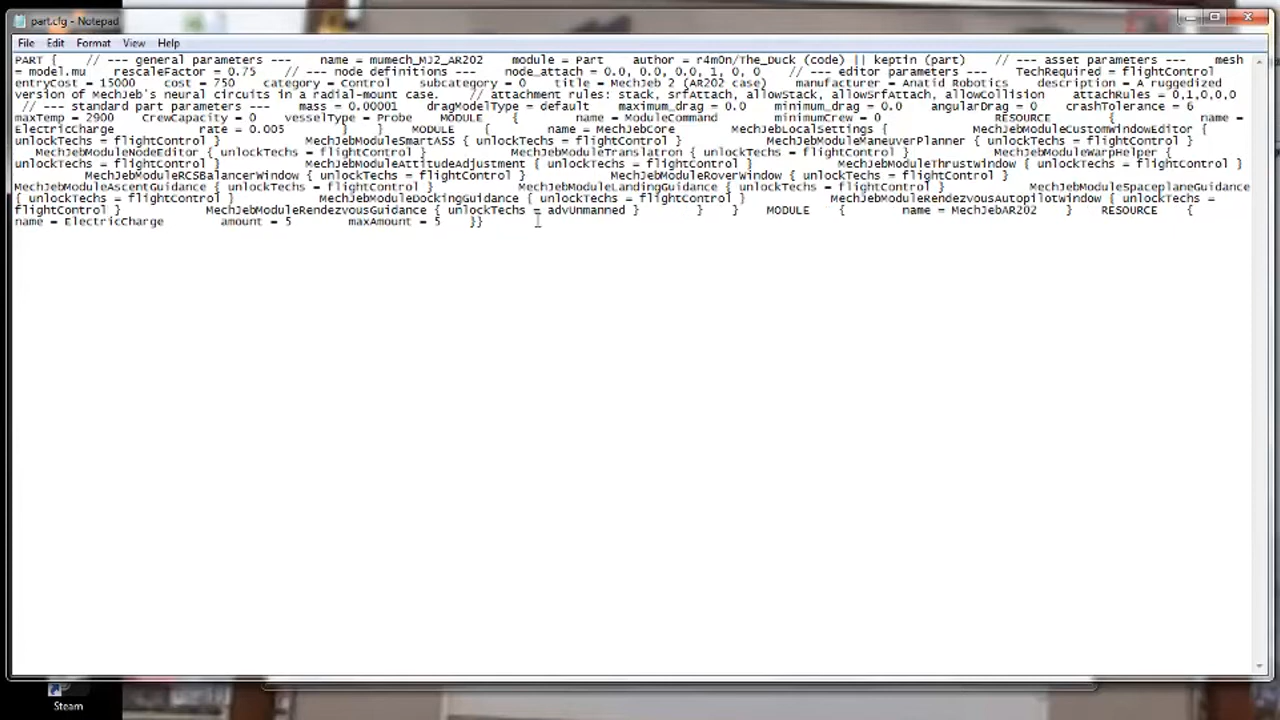 part.cfg - Notepad
File Edit Format View Help
PART { // --- general parameters --- name = mumech_MJ2_AR202 module = Part author = r4m0n/The_Duck (code) || keptin (part) // --- asset parameters --- mesh
= model.mu rescaleFactor = 0.75 // --- node definitions --- node_attach = 0.0, 0.0, 0.0, 1, 0, 0 // --- editor parameters --- TechRequired = flightControl
entryCost = 15000 cost = 750 category = Control subcategory = 0 title = MechJeb 2 (AR202 case) manufacturer = Anatid Robotics description = A ruggedized
version of MechJeb's neural circuits in a radial-mount case. // attachment rules: stack, srfAttach, allowStack, allowSrfAttach, allowCollision attachRules = 0,1,0,0,0
// --- standard part parameters --- mass = 0.00001 dragModelType = default maximum_drag = 0.0 minimum_drag = 0.0 angularDrag = 0 crashTolerance = 6
maxTemp = 2900 CrewCapacity = 0 vesselType = Probe MODULE { name = ModuleCommand minimumCrew = 0 RESOURCE { name =
ElectricCharge rate = 0.005 } } MODULE { name = MechJebCore MechJebLocalSettings { MechJebModuleCustomWindowEditor {
unlockTechs = flightControl } MechJebModuleSmartASS { unlockTechs = flightControl } MechJebModuleManeuverPlanner { unlockTechs = flightControl }
MechJebModuleNodeEditor { unlockTechs = flightControl } MechJebModuleTranslatron { unlockTechs = flightControl } MechJebModuleWarpHelper {
unlockTechs = flightControl } MechJebModuleAttitudeAdjustment { unlockTechs = flightControl } MechJebModuleThrustWindow { unlockTechs = flightControl }
MechJebModuleRCSBalancerWindow { unlockTechs = flightControl } MechJebModuleRoverWindow { unlockTechs = flightControl }
MechJebModuleAscentGuidance { unlockTechs = flightControl } MechJebModuleLandingGuidance { unlockTechs = flightControl } MechJebModuleSpaceplaneGuidance
{ unlockTechs = flightControl } MechJebModuleDockingGuidance { unlockTechs = flightControl } MechJebModuleRendezvousAutopilotWindow { unlockTechs =
flightControl } MechJebModuleRendezvousGuidance { unlockTechs = advUnmanned } } } MODULE { name = MechJebAR202 } RESOURCE {
name = ElectricCharge amount = 5 maxAmount = 5 }}
Steam